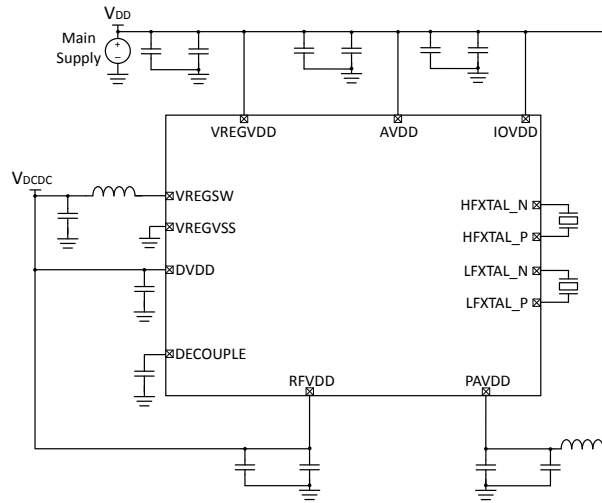 VDD
Main
Supply
VREGVDD AVDD IOVDD
VDCDC
VREGSW
HFXTAL_N
VREGVSS
HFXTAL_P
DVDD
LFXTAL_N
LFXTAL_P
DECOUPLE
RFVDD PAVDD